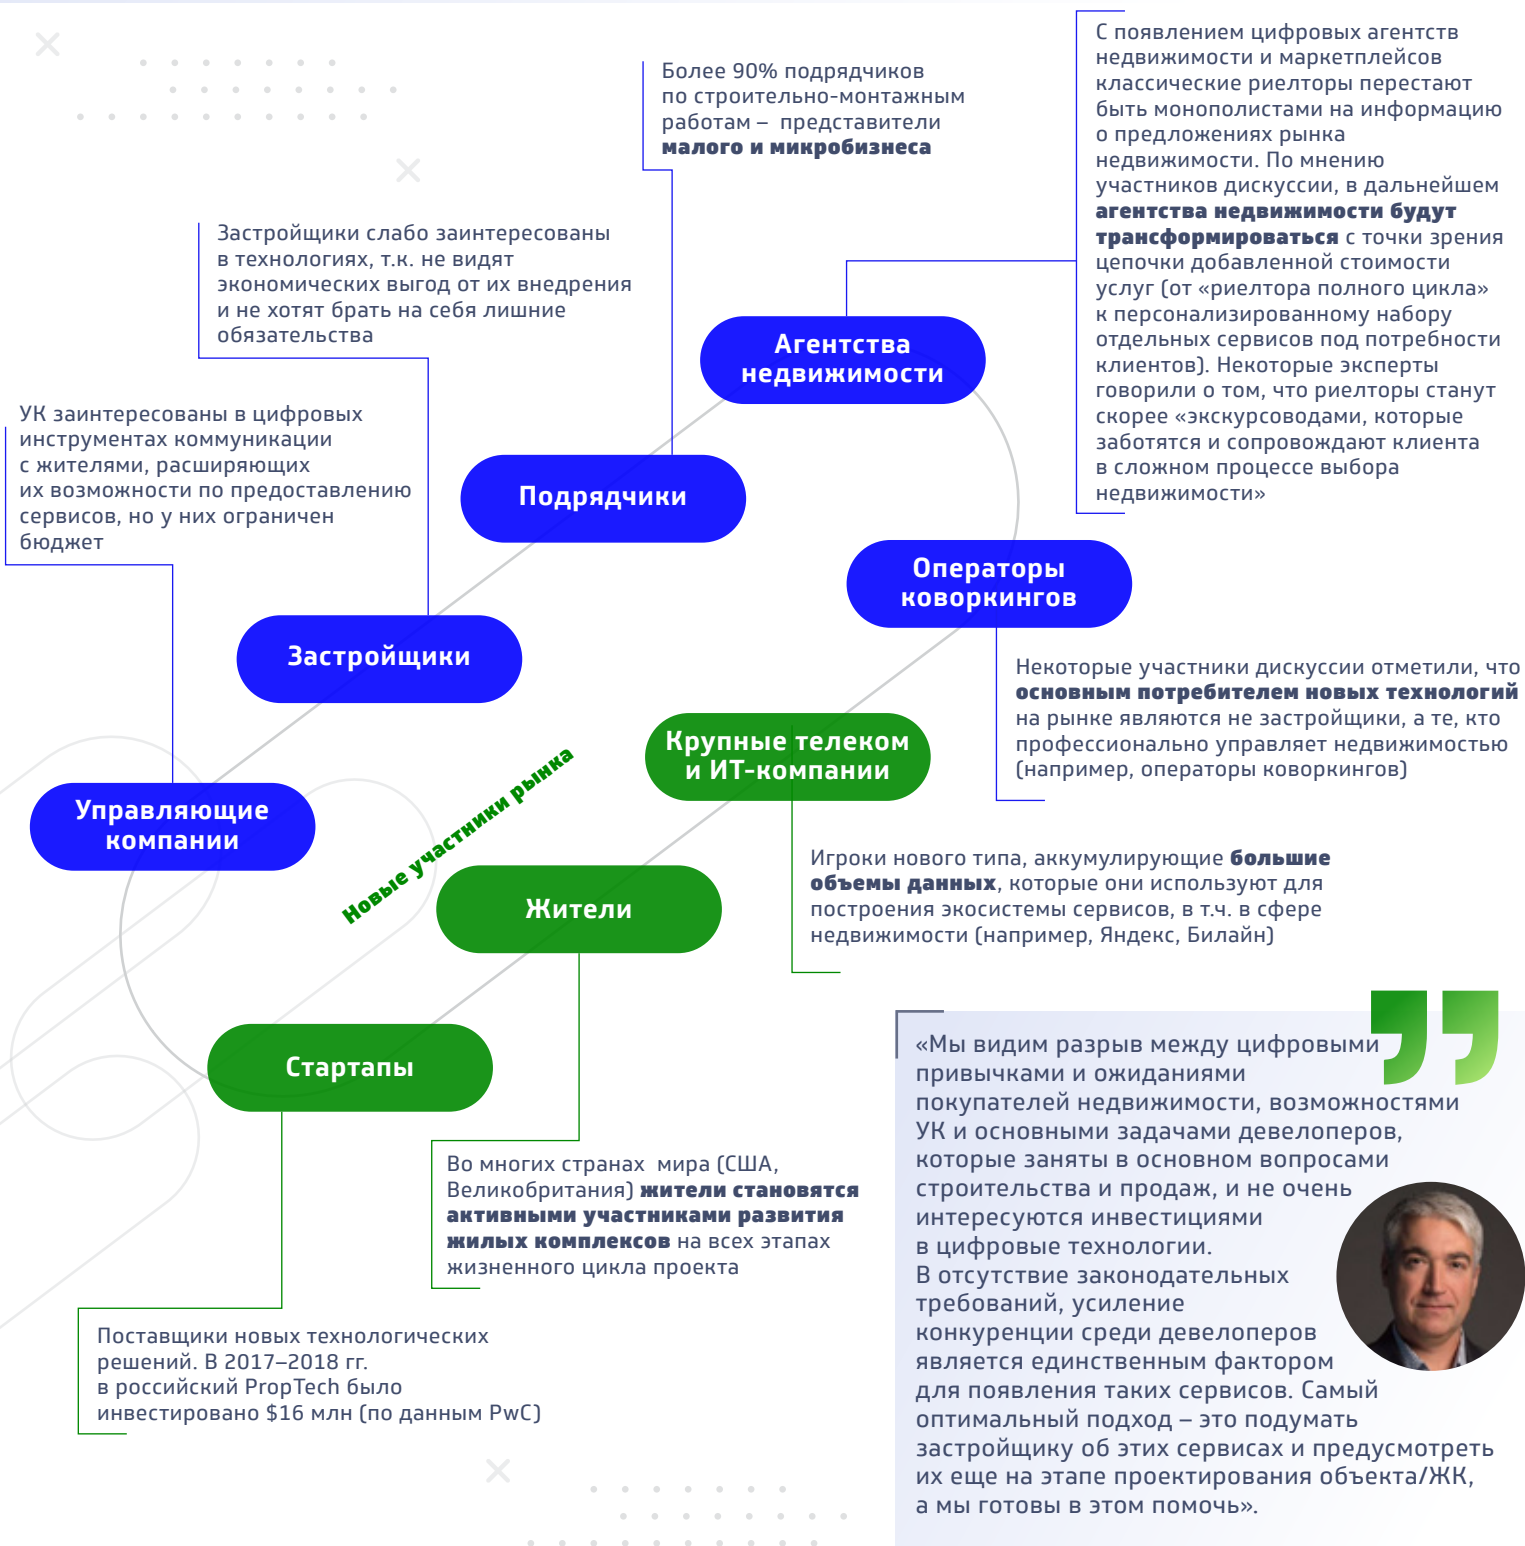 С появлением цифровых агентств
недвижимости и маркетплейсов
классические риелторы перестают
быть монополистами на информацию
о предложениях рынка
недвижимости. По мнению
участников дискуссии, в дальнейшем
агентства недвижимости будут
трансформироваться с точки зрения
цепочки добавленной стоимости
услуг (от «риелтора полного цикла»
к персонализированному набору
отдельных сервисов под потребности
клиентов). Некоторые эксперты
говорили о том, что риелторы станут
скорее «экскурсоводами, которые
заботятся и сопровождают клиента
в сложном процессе выбора
недвижимости»
Более 90% подрядчиков
по строительно-монтажным
работам – представители
малого и микробизнеса
Застройщики слабо заинтересованы
в технологиях, т.к. не видят
экономических выгод от их внедрения
и не хотят брать на себя лишние
обязательства
УК заинтересованы в цифровых
инструментах коммуникации
с жителями, расширяющих
их возможности по предоставлению
сервисов, но у них ограничен
бюджет
Агентства
недвижимости
Подрядчики
Операторы
коворкингов
Застройщики
Некоторые участники дискуссии отметили, что
основным потребителем новых технологий
на рынке являются не застройщики, а те, кто
профессионально управляет недвижимостью
(например, операторы коворкингов)
Крупные телеком
и ИТ-компании
Управляющие
компании
Новые участники рынка
Игроки нового типа, аккумулирующие большие
объемы данных, которые они используют для
построения экосистемы сервисов, в т.ч. в сфере
недвижимости (например, Яндекс, Билайн)
Жители
Стартапы
Во многих странах мира (США,
Великобритания) жители становятся
активными участниками развития
жилых комплексов на всех этапах
жизненного цикла проекта
Поставщики новых технологических
решений. В 2017–2018 гг.
в российский PropTech было
инвестировано $16 млн (по данным PwC)
«Мы видим разрыв между цифровыми
привычками и ожиданиями
покупателей недвижимости, возможностями
УК и основными задачами девелоперов,
которые заняты в основном вопросами
строительства и продаж, и не очень
интересуются инвестициями
в цифровые технологии.
В отсутствие законодательных
требований, усиление
конкуренции среди девелоперов
является единственным фактором
для появления таких сервисов. Самый
оптимальный подход – это подумать
застройщику об этих сервисах и предусмотреть
их еще на этапе проектирования объекта/ЖК,
а мы готовы в этом помочь».